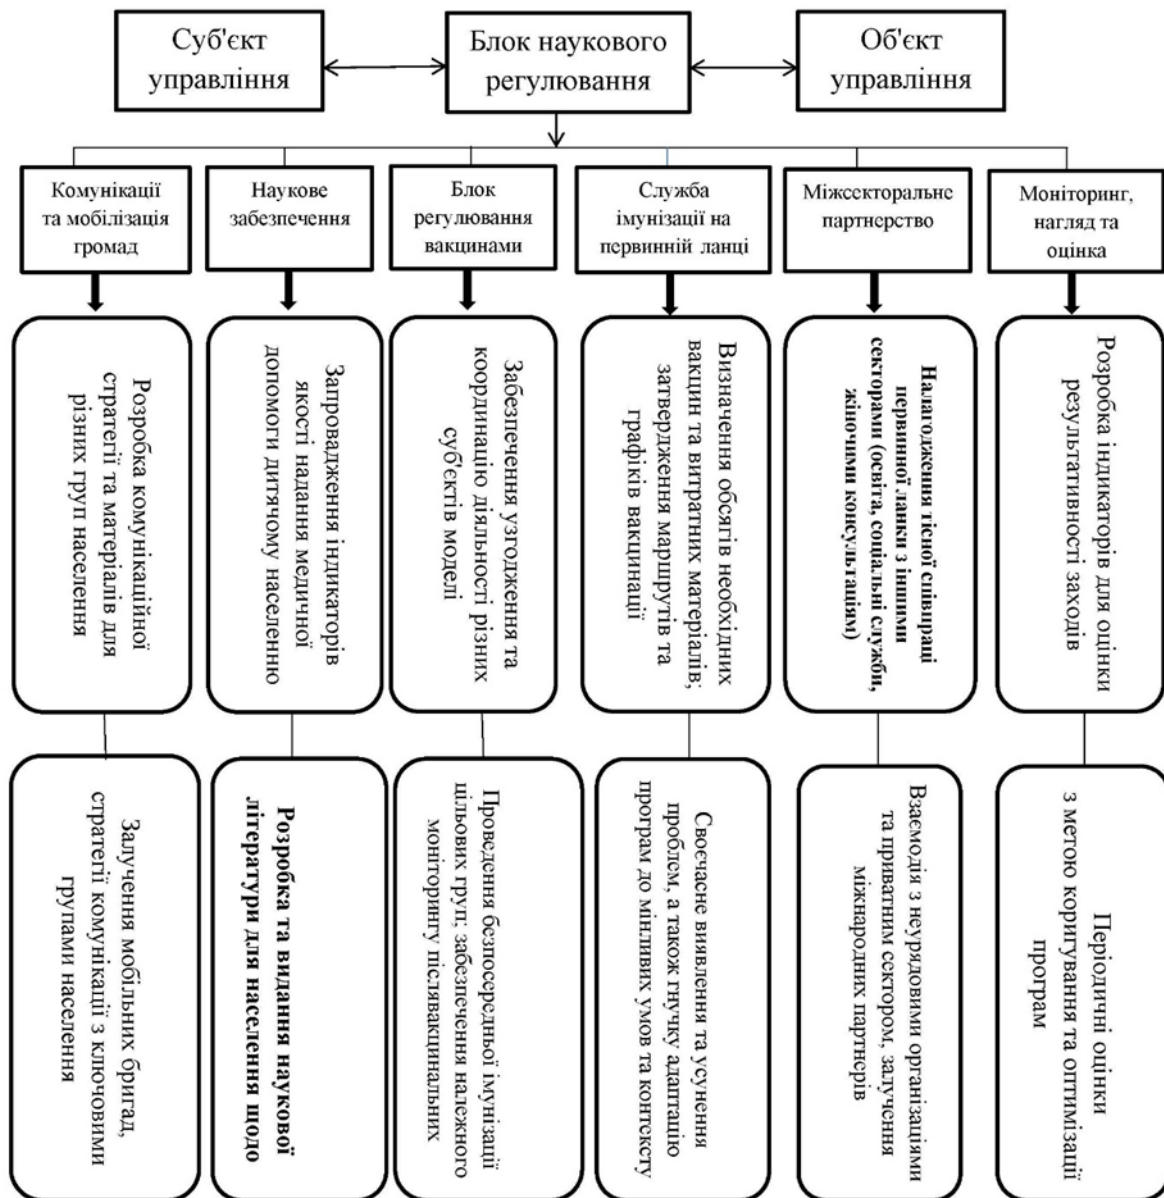 Суб'єкт
управління
Блок наукового
регулювання
Об'єкт
управління
Комунікації
та мобілізація
громад
Наукове
забезпечення
Блок
регулювання
вакцинами
Служба
імунізації на
первинній ланці
Міжсекторальне
партнерство
Моніторинг,
нагляд та
оцінка
Розробка комунікаційної
стратегії та матеріалів для
різних груп населення
Запровадження індикаторів
якості надання медичної
допомоги дитячому населенню
Забезпечення узгодження та
координацію діяльності різних
суб'єктів моделі
Визначення обсягів необхідних
вакцин та витратних матеріалів;
затвердження маршрутів та
графіків вакцинації
Налагодження тісної співпраці
первинної ланки з іншими
секторами (освіта, соціальні служби,
жіночими консультаціям)
Розробка індикаторів для оцінки
результативності заходів
Залучення мобільних бригад,
стратегії комунікації з ключовими
групами населення
Розробка та видання наукової
літератури для населення щодо
Проведення безпосередньої імунізації
цільових груп; забезпечення належного
моніторингу післявакцинальних
Своєчасне виявлення та усунення
проблем, а також гнучку адаптацію
програм до мінливих умов та контексту
Взаємодія з неурядовими організаціями
та приватним сектором, залучення
міжнародних партнерів
Періодичні оцінки
з метою коригування та оптимізації
програм